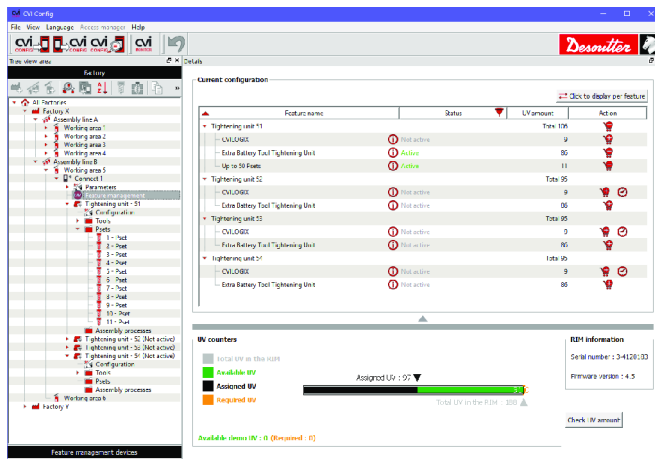 CVI Config
File View Language Access manager Help
cvi CONFIG cvi CONFIG cvi CONFIG cvi
Desoutter
Tree view area
Details
Factory
All Factories
Factory X
Assembly line A
Working area 1
Working area 2
Working area 3
Working area 4
Assembly line B
Working area 5
Connect 1
Parameters
Feature management
Tightening unit - 51
Configuration
Tools
Psets
1 - Pset
2 - Pset
3 - Pset
4 - Pset
5 - Pset
6 - Pset
7 - Pset
8 - Pset
9 - Pset
10 - Pset
11 - Pset
Assembly processes
Tightening unit - 52 (Not active)
Tightening unit - 53 (Not active)
Tightening unit - 54 (Not active)
Configuration
Tools
Psets
Assembly processes
Working area 6
Factory Y
Feature management devices
Current configuration
Click to display per feature
Feature name Status UV amount Action
Tightening unit 51 Total 106
CVILOGIX Not active 9
Extra Battery Tool Tightening Unit Active 86
Up to 50 Psets Active 11
Tightening unit 52 Total 95
CVILOGIX Not active 9
Extra Battery Tool Tightening Unit Not active 86
Tightening unit 53 Total 95
CVILOGIX Not active 9
Extra Battery Tool Tightening Unit Not active 86
Tightening unit 54 Total 95
CVILOGIX Not active 9
Extra Battery Tool Tightening Unit Not active 86
UV counters
Total UV in the RIM
Available UV
Assigned UV
Required UV
Assigned UV : 97
Total UV in the RIM : 188
Available demo UV : 0 (Required : 0)
RIM information
Serial number :
Firmware version : 4.5
Check UV amount